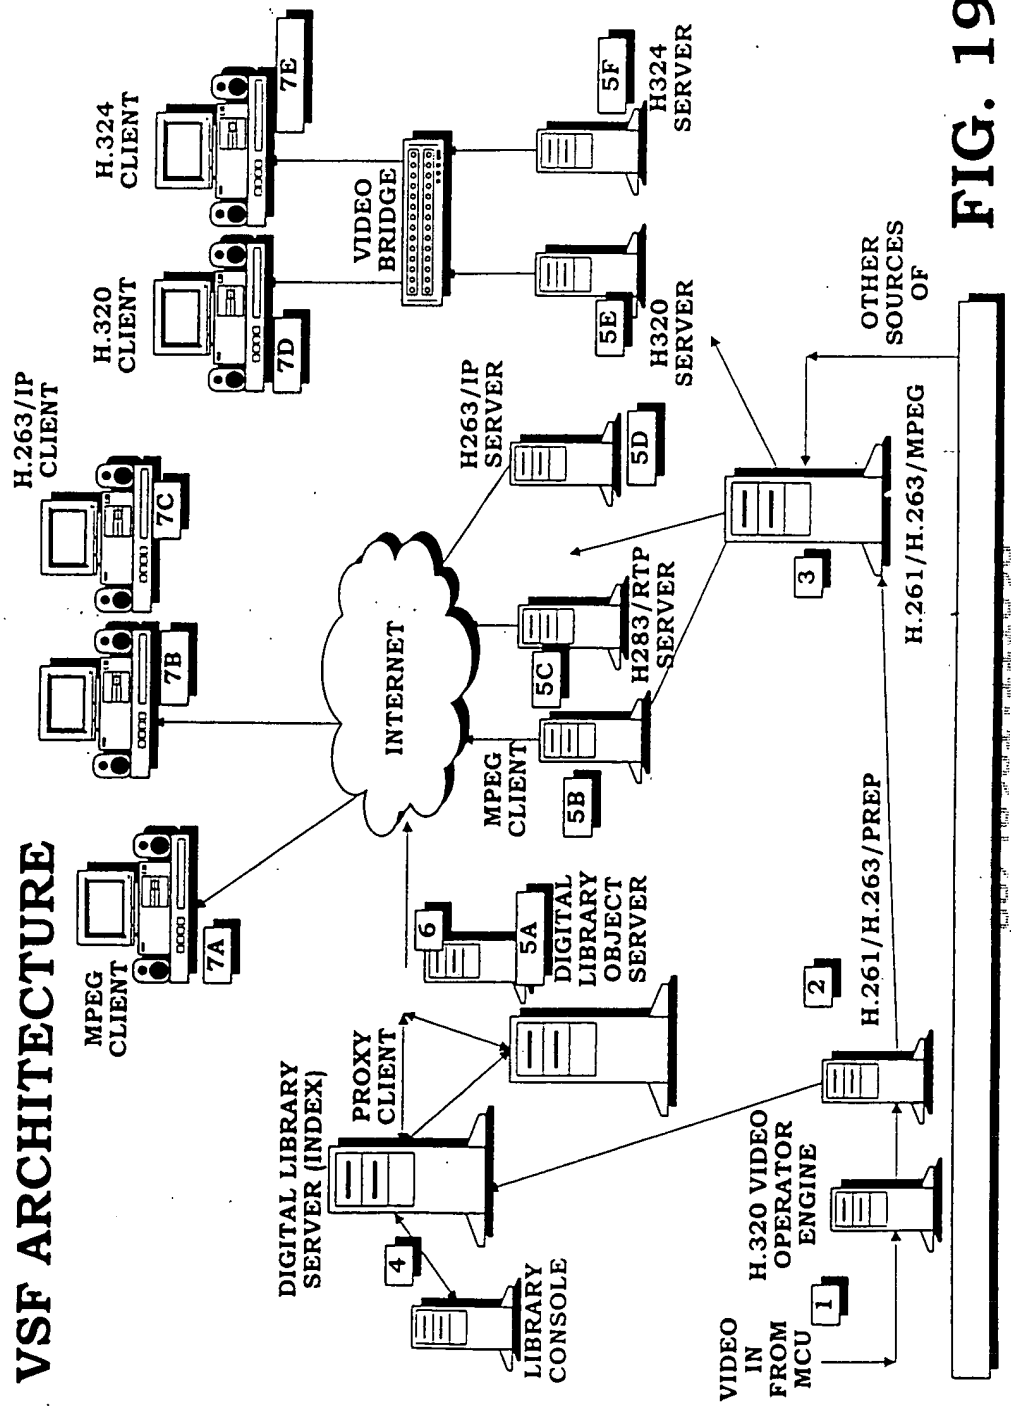 VSF ARCHITECTURE
MPEG
CLIENT
7A
7B
H.263/IP
CLIENT
7C
H.320
CLIENT
7D
H.324
CLIENT
7E
DIGITAL LIBRARY
SERVER (INDEX)
PROXY
CLIENT
4
LIBRARY
CONSOLE
6
5A
DIGITAL
LIBRARY
OBJECT
SERVER
INTERNET
MPEG
CLIENT
5B
5C
H283/RTP
SERVER
H263/IP
SERVER
5D
VIDEO
BRIDGE
5E
H320
SERVER
5F
H324
SERVER
VIDEO
IN
FROM
MCU
1
H.320 VIDEO
OPERATOR
ENGINE
2
H.261/H.263/PREP
3
H.261/H.263/MPEG
OTHER
SOURCES
OF
FIG. 19